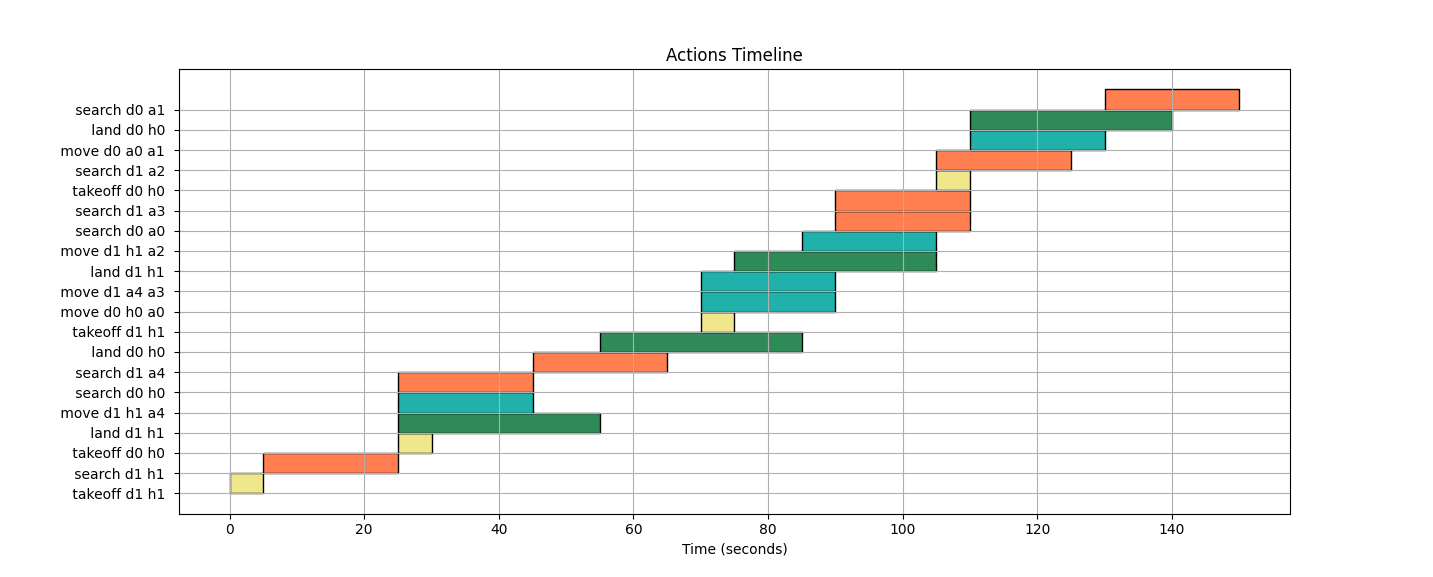 Actions Timeline
search d0 a1
land d0 h0
move d0 a0 a1
search d1 a2
takeoff d0 h0
search d1 a3
search d0 a0
move d1 h1 a2
land d1 h1
move d1 a4 a3
move d0 h0 a0
takeoff d1 h1
land d0 h0
search d1 a4
search d0 h0
move d1 h1 a4
land d1 h1
takeoff d0 h0
search d1 h1
takeoff d1 h1
0 20 40 60 80 100 120 140
Time (seconds)